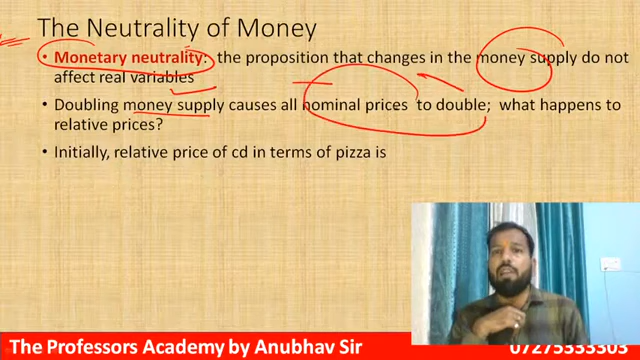 The Neutrality of Money
• Monetary neutrality: the proposition that changes in the money supply do not
affect real variables
• Doubling money supply causes all nominal prices to double; what happens to
relative prices?
• Initially, relative price of cd in terms of pizza is
The Professors Academy by Anubhav Sir 07275333303